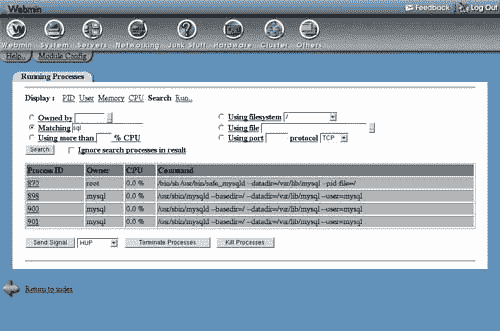 Webmin
Feedback Log Out
Webmin System Servers Networking Junk Stuff Hardware Cluster Others
Help.. Module Config
Running Processes
Display : PID User Memory CPU Search Run..
Owned by
Using filesystem /
Matching sql
Using file
Using more than % CPU
Using port protocol TCP
Search Ignore search processes in result
Process ID Owner CPU Command
872 root 0.0 % /bin/sh /usr/bin/safe_mysqld --datadir=/var/lib/mysql --pid-file=/
898 mysql 0.0 % /usr/sbin/mysqld --basedir=/ --datadir=/var/lib/mysql --user=mysql
900 mysql 0.0 % /usr/sbin/mysqld --basedir=/ --datadir=/var/lib/mysql --user=mysql
901 mysql 0.0 % /usr/sbin/mysqld --basedir=/ --datadir=/var/lib/mysql --user=mysql
Send Signal HUP Terminate Processes Kill Processes
Return to index